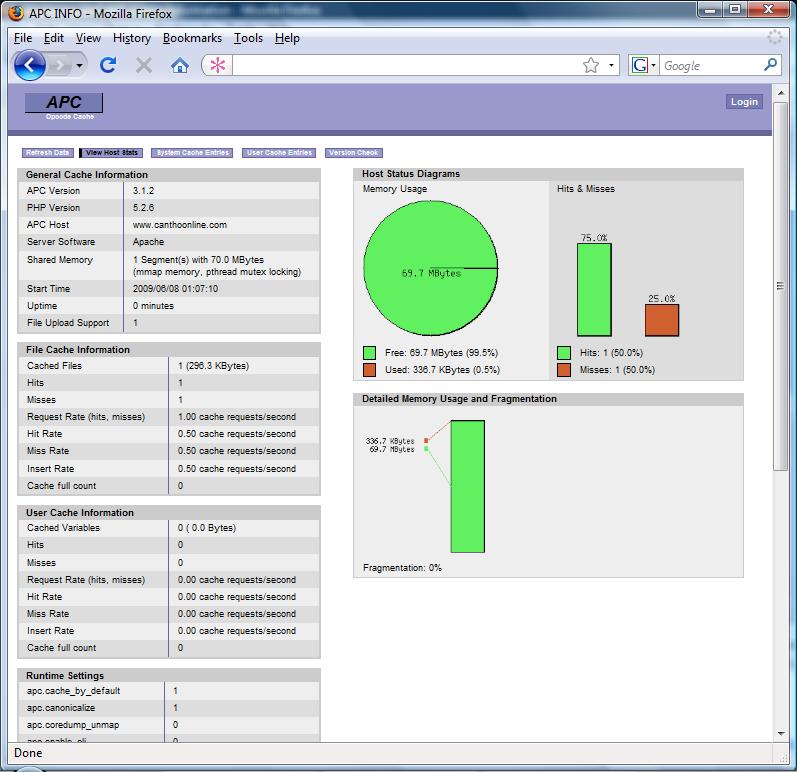 APC INFO - Mozilla Firefox
File Edit View History Bookmarks Tools Help
G Google
APC
Opcode Cache
Login
Refresh Data View Host Stats System Cache Entries User Cache Entries Version Check
General Cache Information
APC Version 3.1.2
PHP Version 5.2.6
APC Host www.canthoonline.com
Server Software Apache
Shared Memory 1 Segment(s) with 70.0 MBytes
(mmap memory, pthread mutex locking)
Start Time 2009/06/08 01:07:10
Uptime 0 minutes
File Upload Support 1
File Cache Information
Cached Files 1 (296.3 KBytes)
Hits 1
Misses 1
Request Rate (hits, misses) 1.00 cache requests/second
Hit Rate 0.50 cache requests/second
Miss Rate 0.50 cache requests/second
Insert Rate 0.50 cache requests/second
Cache full count 0
User Cache Information
Cached Variables 0 ( 0.0 Bytes)
Hits 0
Misses 0
Request Rate (hits, misses) 0.00 cache requests/second
Hit Rate 0.00 cache requests/second
Miss Rate 0.00 cache requests/second
Insert Rate 0.00 cache requests/second
Cache full count 0
Runtime Settings
apc.cache_by_default 1
apc.canonicalize 1
apc.coredump_unmap 0
apc.enable_cli 0
Host Status Diagrams
Memory Usage
69.7 MBytes
Free: 69.7 MBytes (99.5%)
Used: 336.7 KBytes (0.5%)
Hits & Misses
75.0%
25.0%
Hits: 1 (50.0%)
Misses: 1 (50.0%)
Detailed Memory Usage and Fragmentation
336.7 KBytes
69.7 MBytes
Fragmentation: 0%
Done